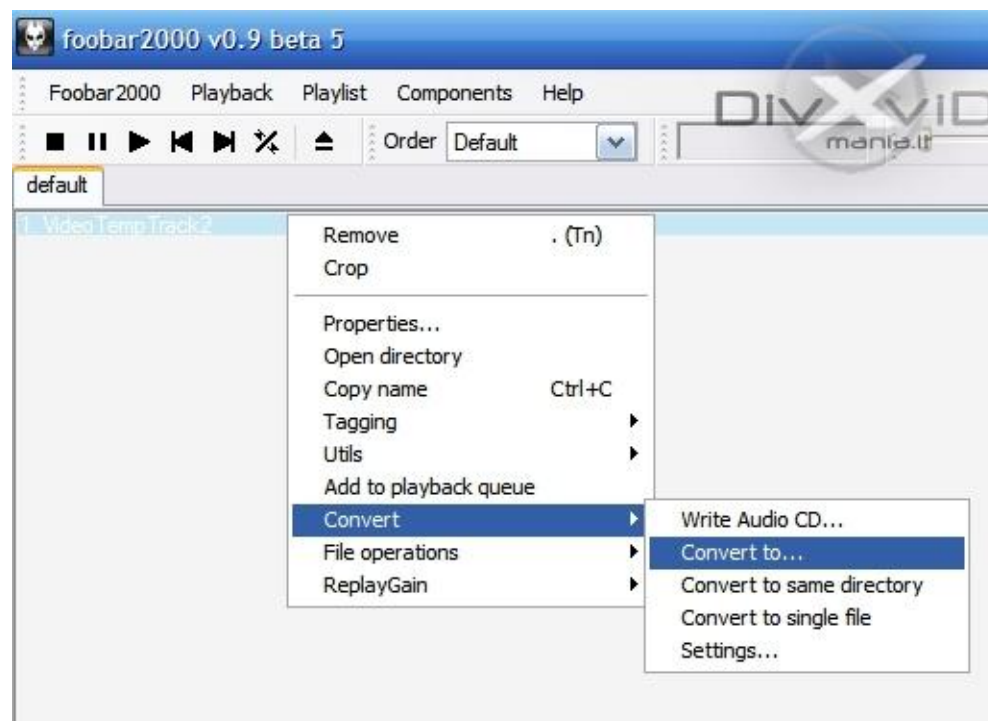 foobar2000 v0.9 beta 5
Foobar2000 Playback Playlist Components Help
DivXViD
mania.it
Order Default
default
1. VideoTempTrack2
Remove . (Tn)
Crop
Properties...
Open directory
Copy name Ctrl+C
Tagging
Utils
Add to playback queue
Convert
File operations
ReplayGain
Write Audio CD...
Convert to...
Convert to same directory
Convert to single file
Settings...